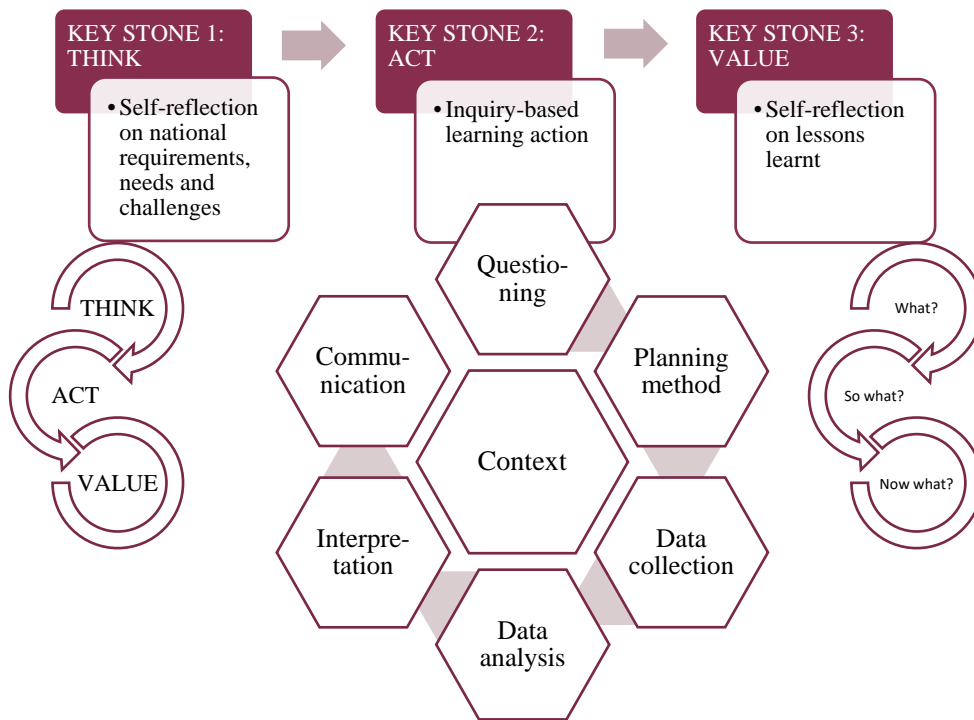 KEY STONE 1:
THINK
• Self-reflection
on national
requirements,
needs and
challenges
KEY STONE 2:
ACT
• Inquiry-based
learning action
KEY STONE 3:
VALUE
• Self-reflection
on lessons
learnt
THINK
ACT
VALUE
Questio-
ning
Planning
method
Data
collection
Data
analysis
Interpre-
tation
Commu-
nication
Context
What?
So what?
Now what?